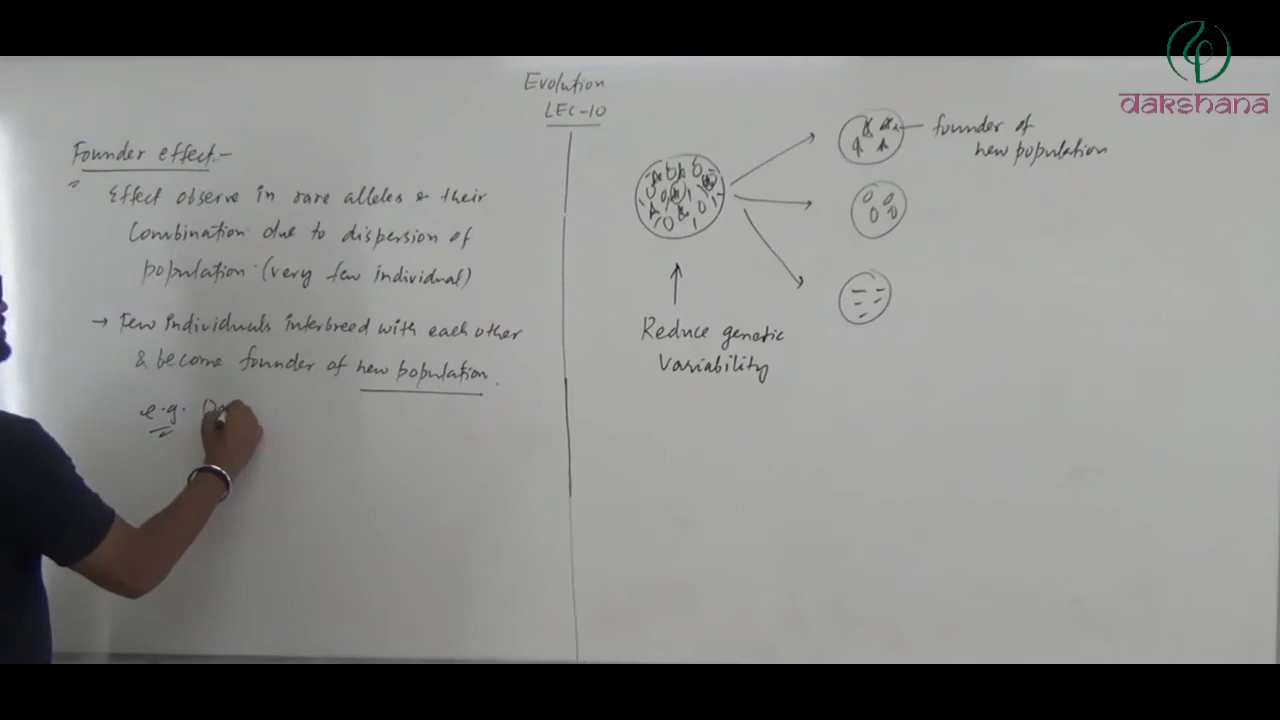 dakshana
Evolution
LEC-10
Founder effect:-
Effect observe in rare alleles & their
combination due to dispersion of
population (very few individual)
→ Few individuals interbreed with each other
& become founder of new population.
e.g.
founder of
new population
Reduce genetic
variability